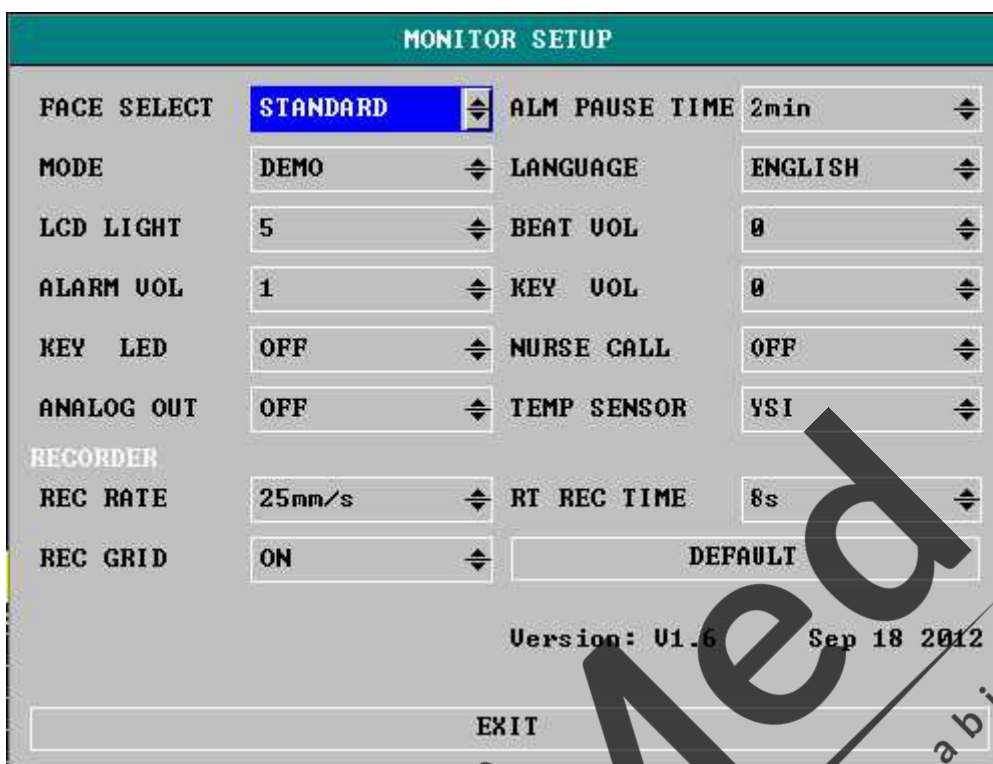 MONITOR SETUP
FACE SELECT STANDARD ALM PAUSE TIME 2min
MODE DEMO LANGUAGE ENGLISH
LCD LIGHT 5 BEAT VOL 0
ALARM VOL 1 KEY VOL 0
KEY LED OFF NURSE CALL OFF
ANALOG OUT OFF TEMP SENSOR YSI
RECORDER
REC RATE 25mm/s RT REC TIME 8s
REC GRID ON DEFAULT
Version: V1.6 Sep 18 2012
EXIT
Med